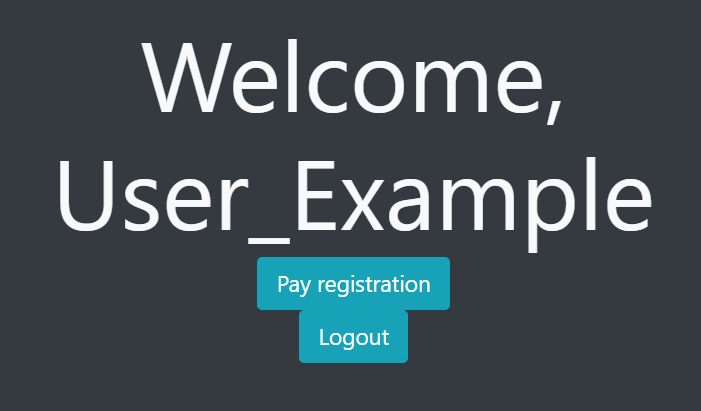 Welcome,
User_Example
Pay registration
Logout